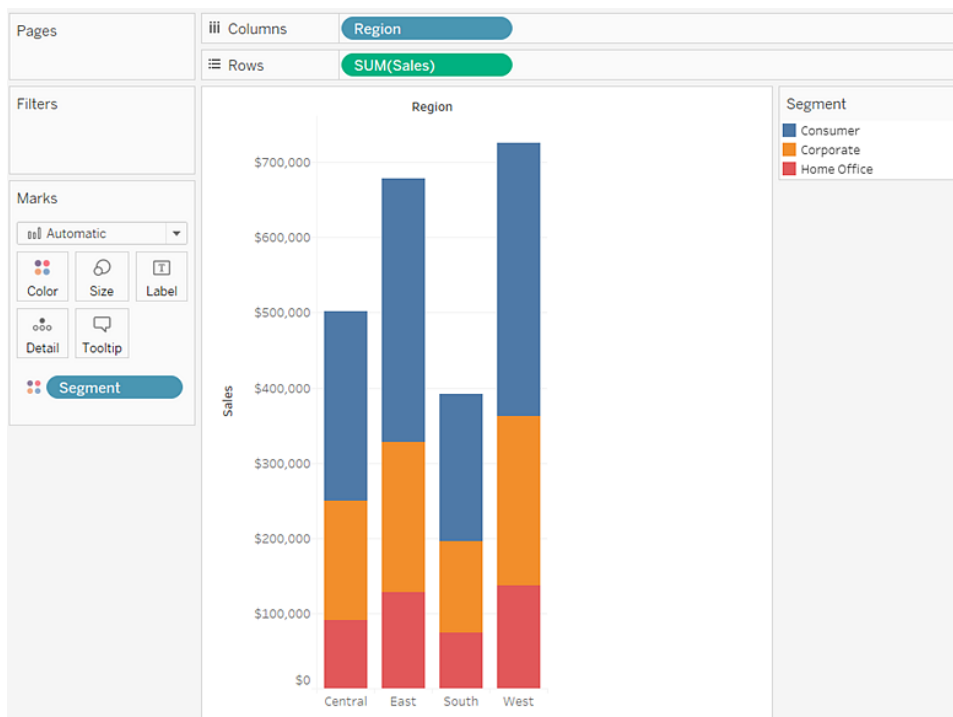 Pages
Columns
Region
Rows
SUM(Sales)
Filters
Marks
Automatic
Color
Size
Label
Detail
Tooltip
Segment
Region
Sales
$700,000
$600,000
$500,000
$400,000
$300,000
$200,000
$100,000
$0
Central
East
South
West
Segment
Consumer
Corporate
Home Office